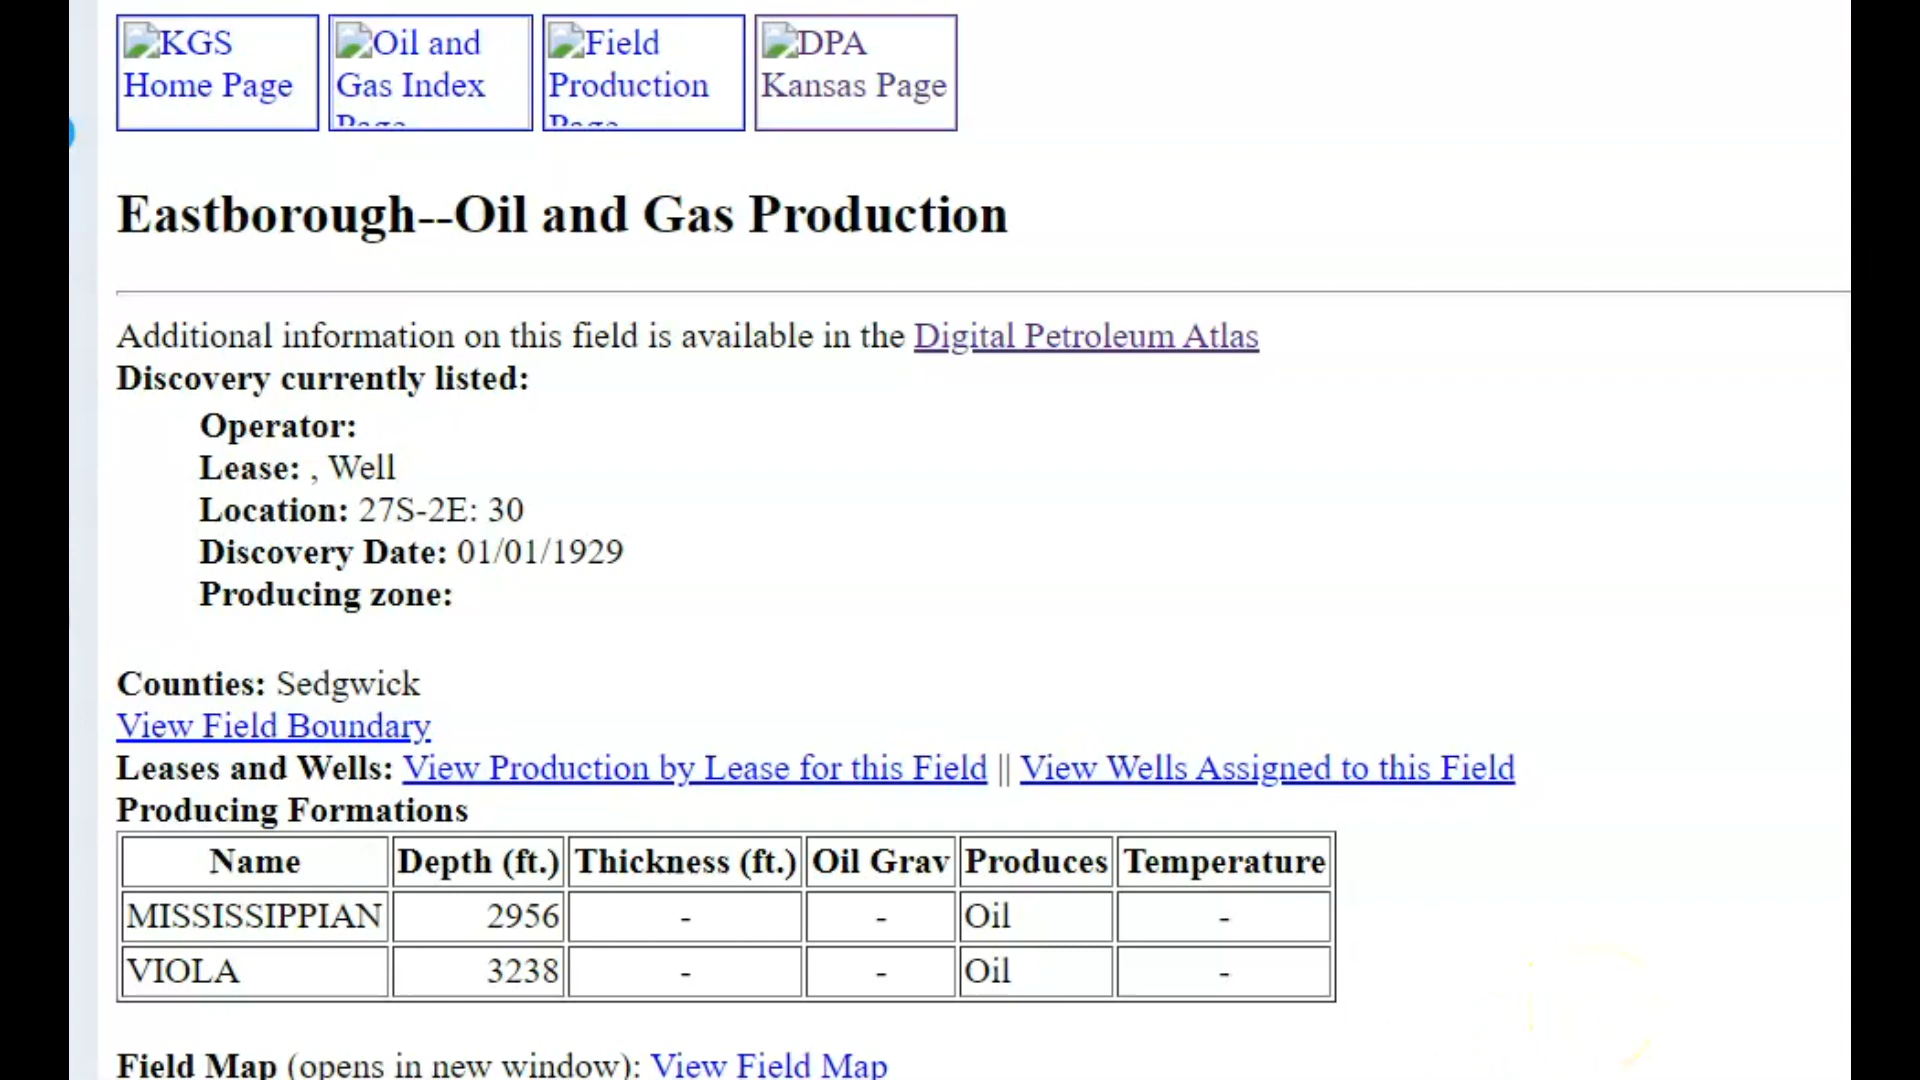 KGS Home Page
Oil and Gas Index Page
Field Production Page
DPA Kansas Page
Eastborough--Oil and Gas Production
Additional information on this field is available in the Digital Petroleum Atlas
Discovery currently listed:
Operator:
Lease: , Well
Location: 27S-2E: 30
Discovery Date: 01/01/1929
Producing zone:
Counties: Sedgwick
View Field Boundary
Leases and Wells: View Production by Lease for this Field || View Wells Assigned to this Field
Producing Formations
Name Depth (ft.) Thickness (ft.) Oil Grav Produces Temperature
MISSISSIPPIAN 2956 - - Oil -
VIOLA 3238 - - Oil -
Field Map (opens in new window): View Field Map